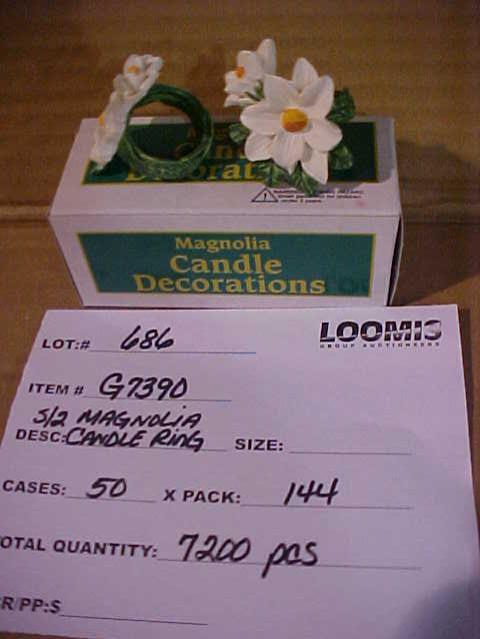 Magnolia
Candle
Decorations
LOOMIS
GROUP AUCTIONEERS
LOT:# 686
ITEM # G7390
S/2 MAGNOLIA
DESC: CANDLE RING SIZE:
CASES: 50 X PACK: 144
OTAL QUANTITY: 7200 pcs
R/PP:$